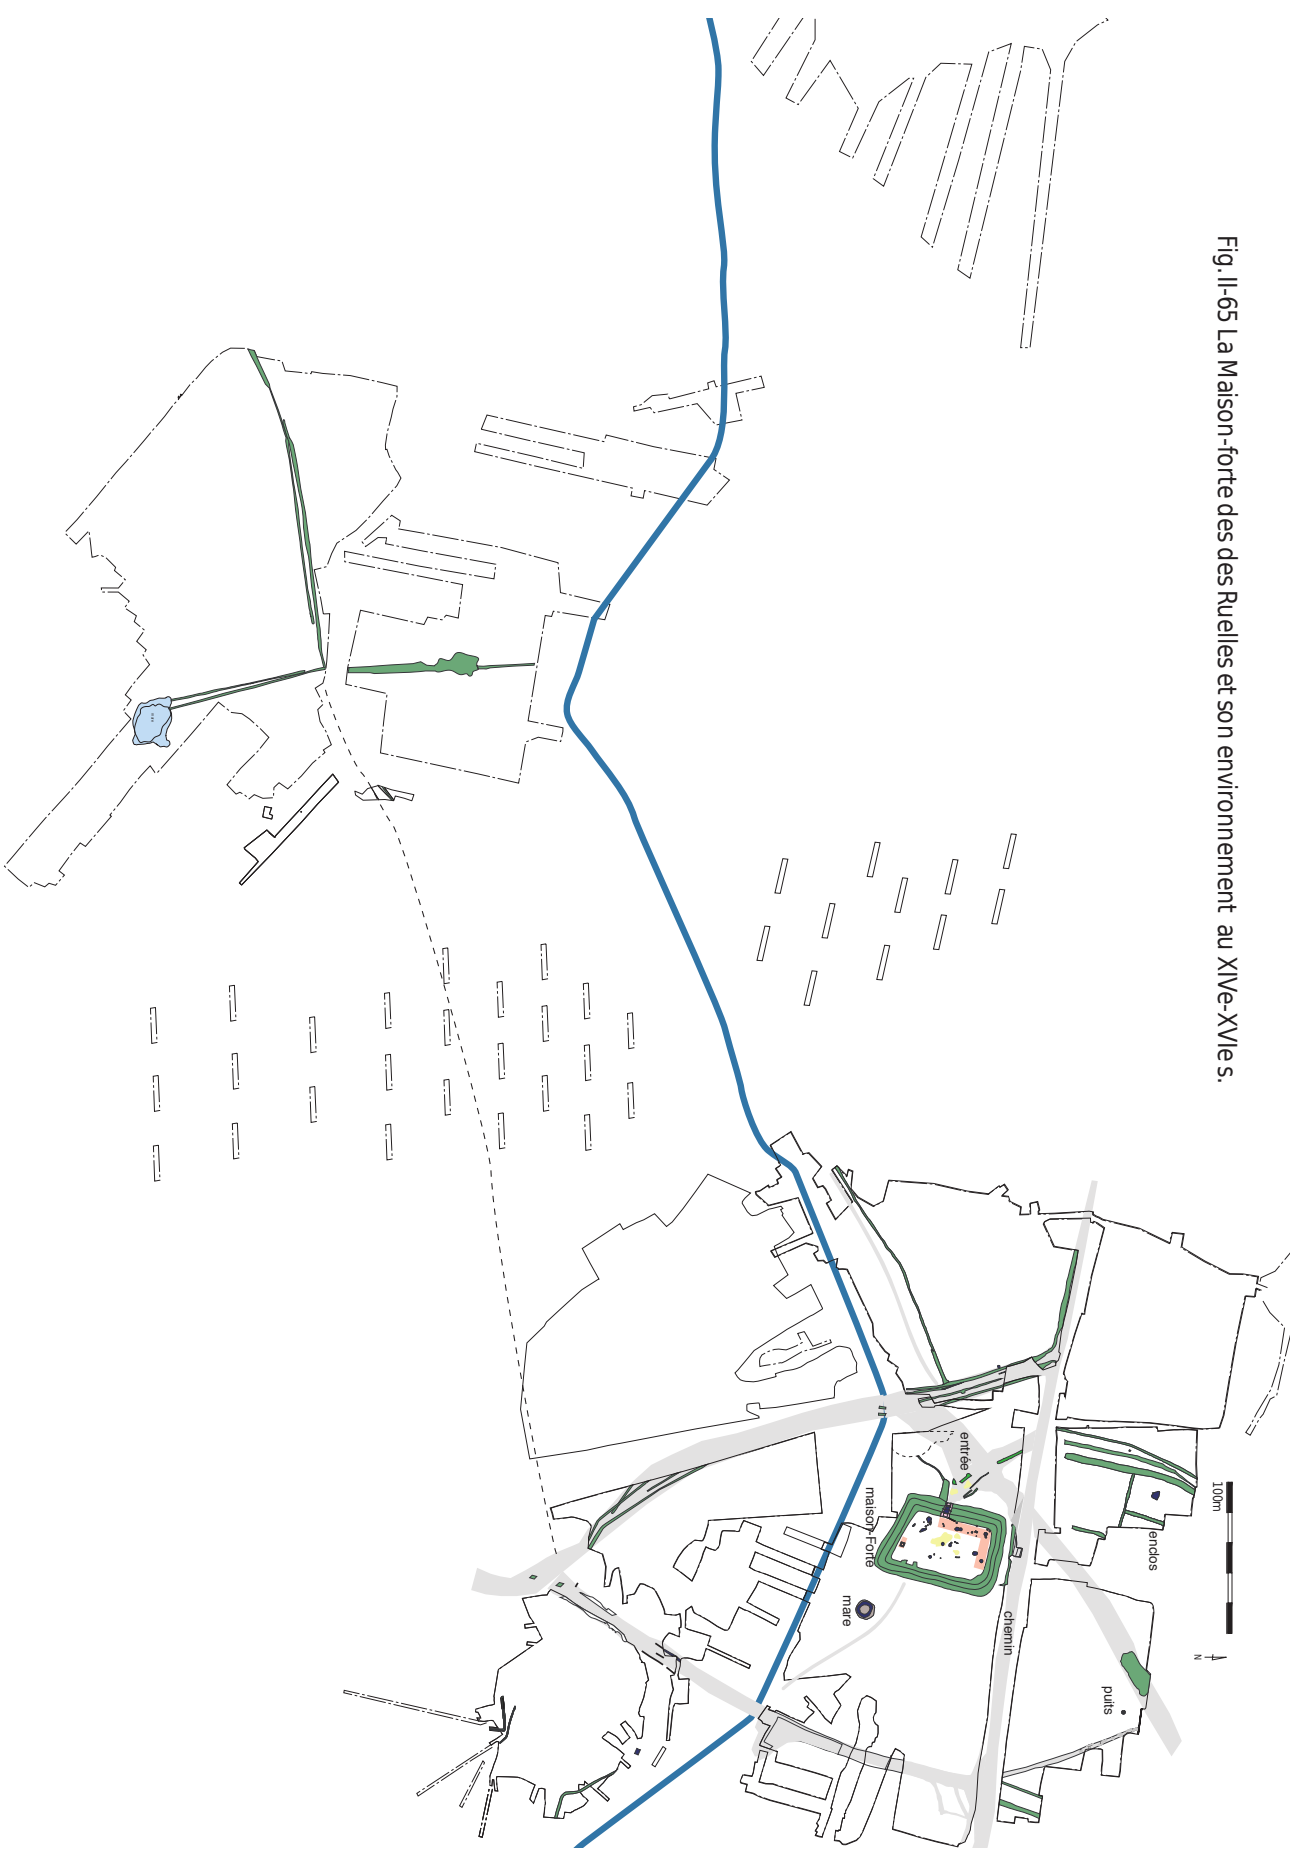 Fig. II-65 La Maison-forte des des Ruelles et son environnement au XIVe-XVIe s.
100m
N
enclos
entrée
maison-Forte
mare
chemin
puits